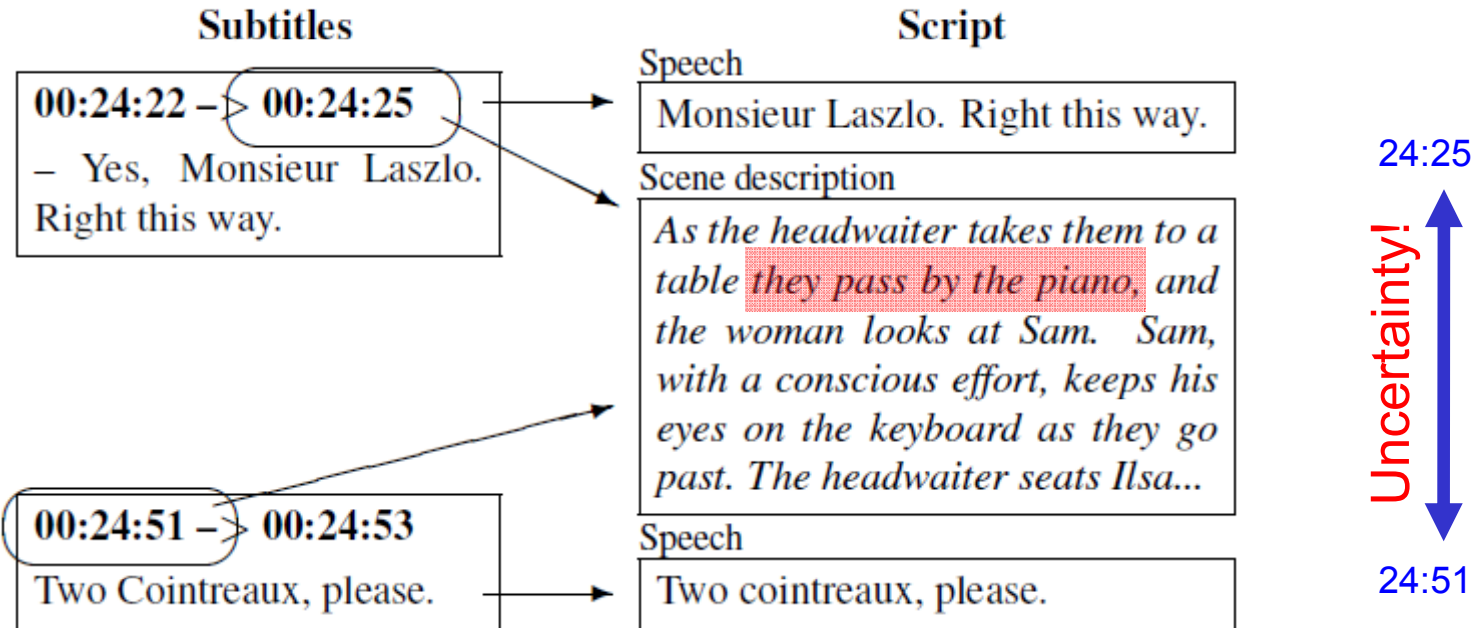 Subtitles
00:24:22 –> 00:24:25
– Yes, Monsieur Laszlo.
Right this way.
00:24:51 –> 00:24:53
Two Cointreaux, please.
Script
Speech
Monsieur Laszlo. Right this way.
Scene description
As the headwaiter takes them to a
table they pass by the piano, and
the woman looks at Sam. Sam,
with a conscious effort, keeps his
eyes on the keyboard as they go
past. The headwaiter seats Ilsa...
Speech
Two cointreaux, please.
24:25
Uncertainty!
24:51